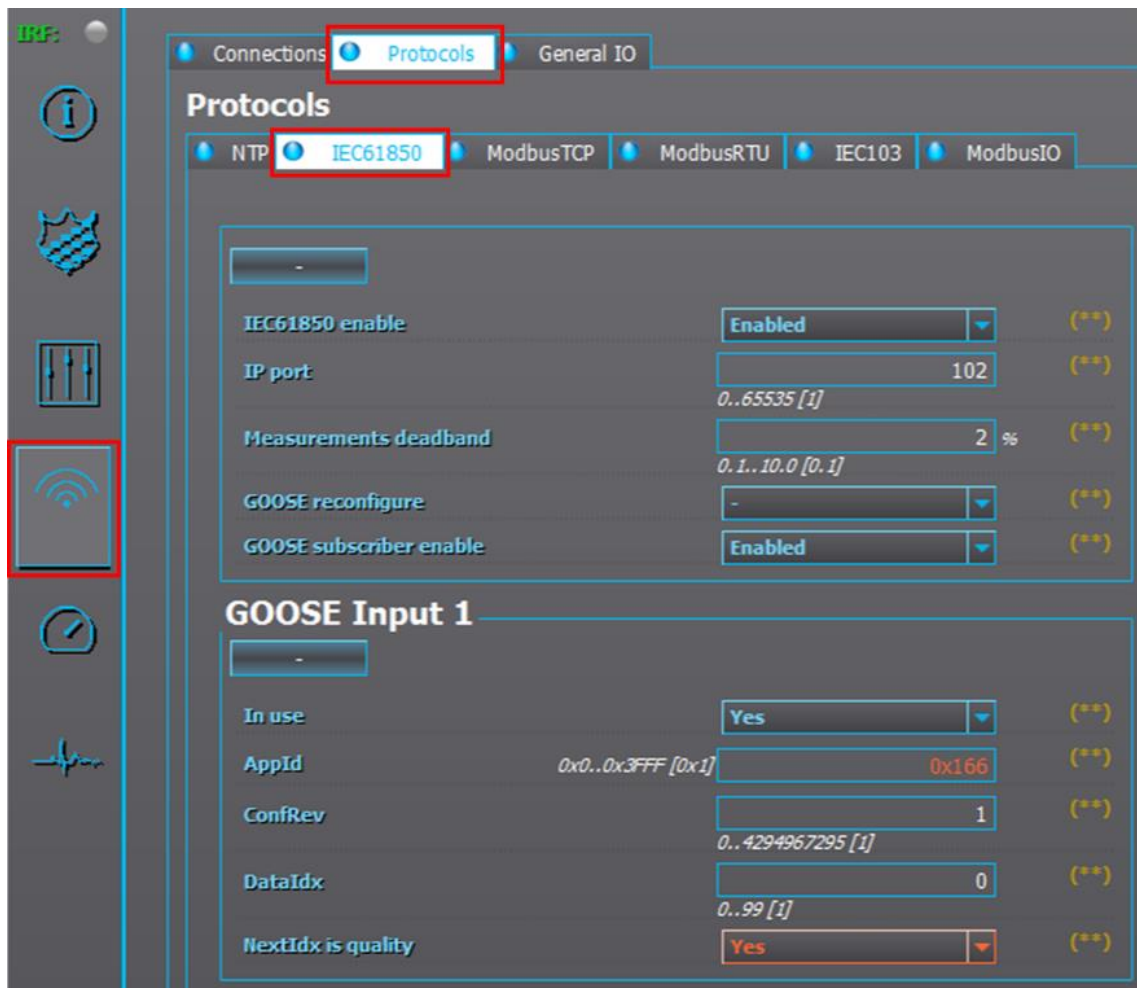 IRF:
Connections Protocols General IO
Protocols
NTP IEC61850 ModbusTCP ModbusRTU IEC103 ModbusIO
-
IEC61850 enable Enabled (**)
IP port 102 (**)
0..65535 [1]
Measurements deadband 2 % (**)
0.1..10.0 [0.1]
GOOSE reconfigure - (**)
GOOSE subscriber enable Enabled (**)
GOOSE Input 1
-
In use Yes (**)
AppId 0x0..0x3FFF [0x1] 0x166 (**)
ConfRev 1 (**)
0..4294967295 [1]
DataIdx 0 (**)
0..99 [1]
NextIdx is quality Yes (**)